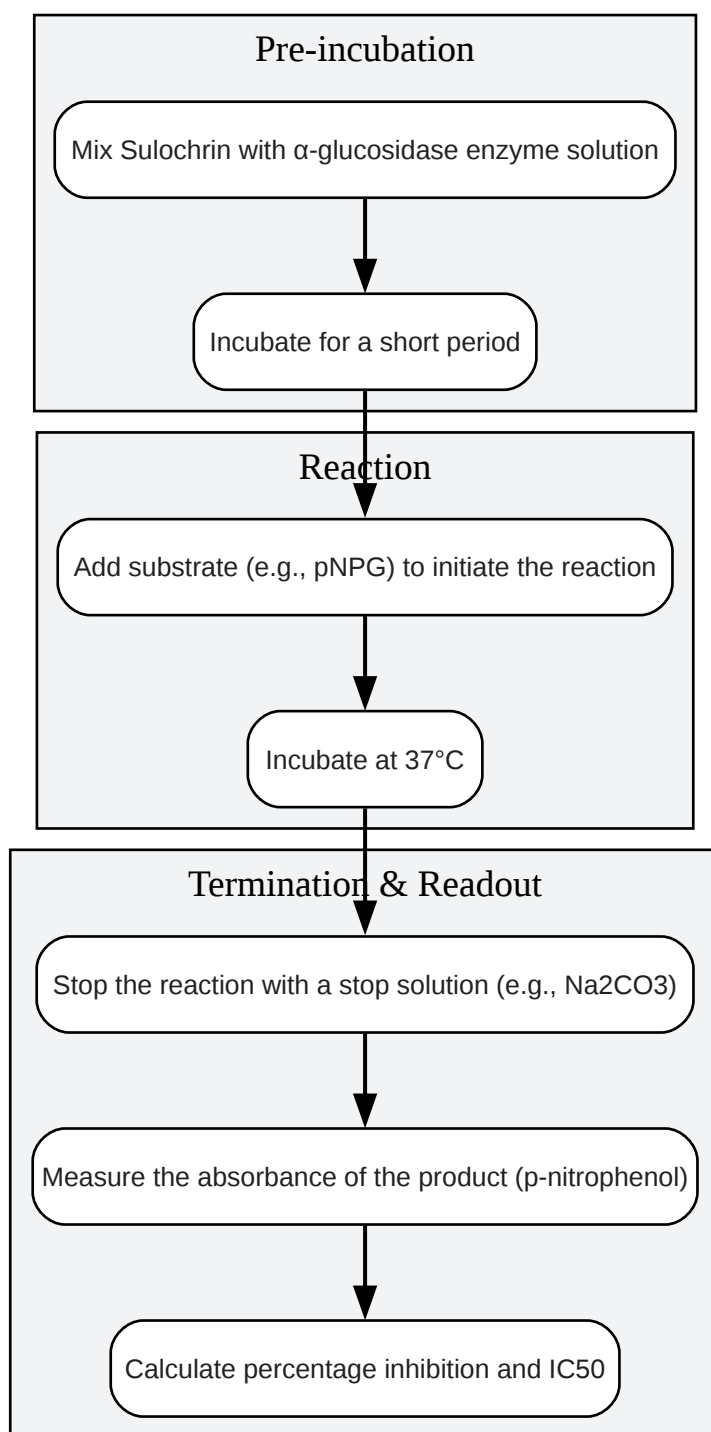 Pre-incubation
Mix Sulochrin with α-glucosidase enzyme solution
Incubate for a short period
Reaction
Add substrate (e.g., pNPG) to initiate the reaction
Incubate at 37°C
Termination & Readout
Stop the reaction with a stop solution (e.g., Na2CO3)
Measure the absorbance of the product (p-nitrophenol)
Calculate percentage inhibition and IC50